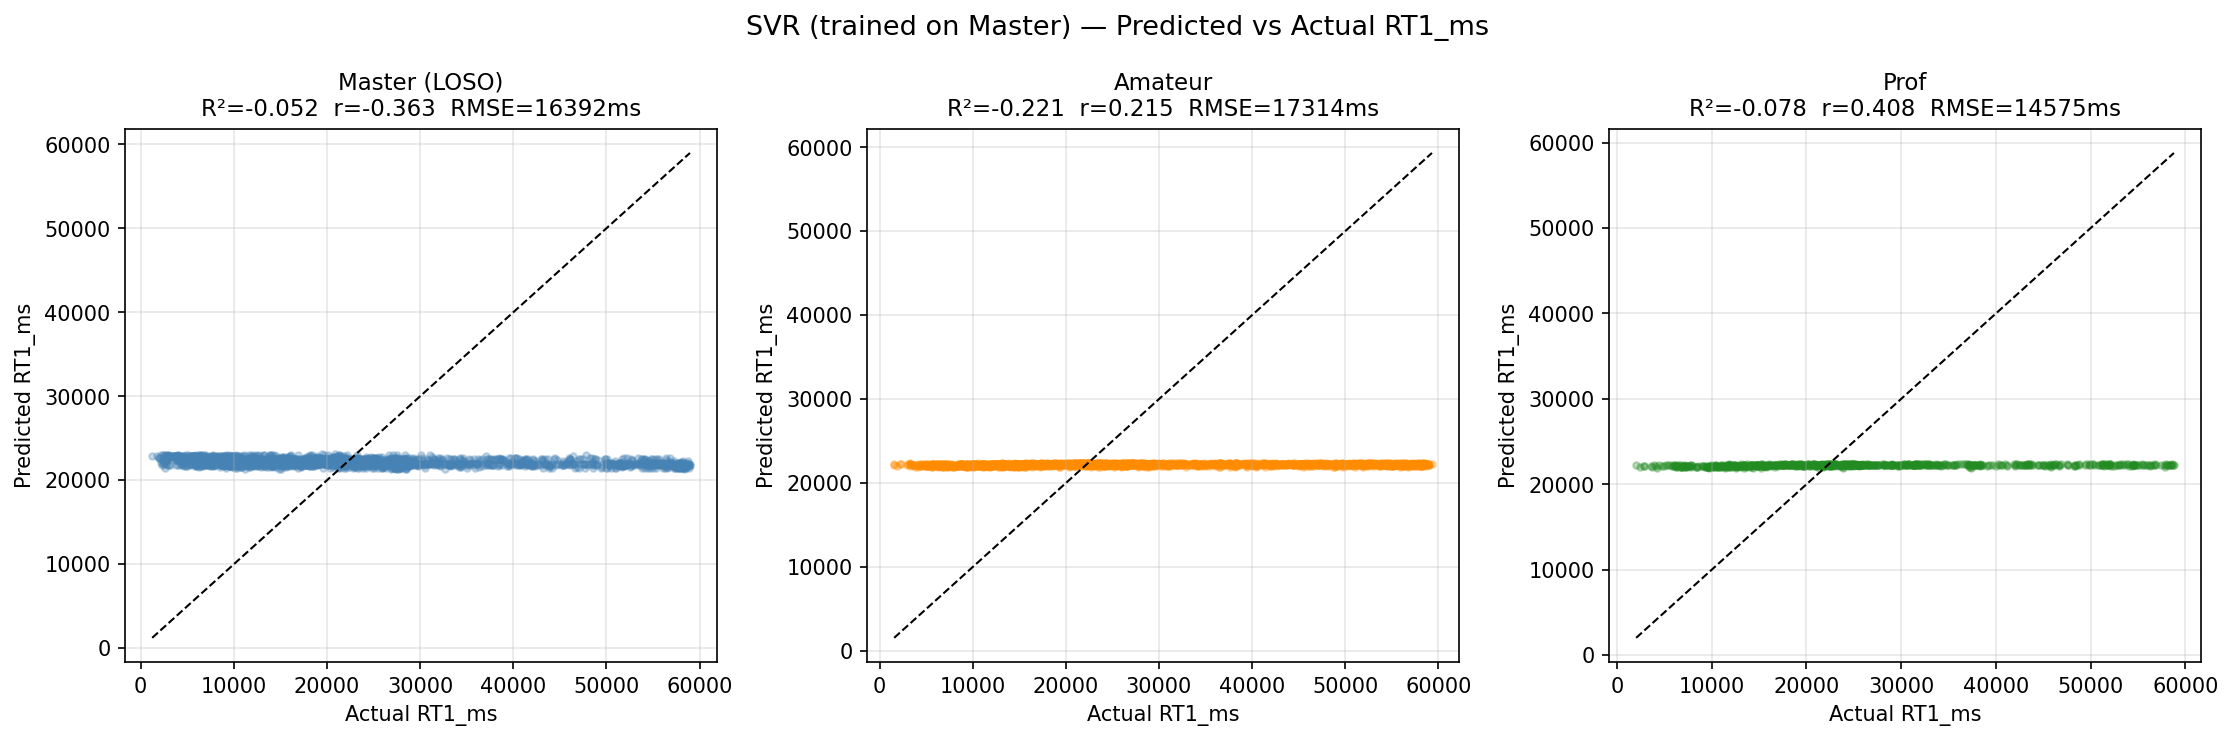 SVR (trained on Master) — Predicted vs Actual RT1_ms
Master (LOSO)
R²=-0.052  r=-0.363  RMSE=16392ms
Predicted RT1_ms
60000
50000
40000
30000
20000
10000
0
0 10000 20000 30000 40000 50000 60000
Actual RT1_ms
Amateur
R²=-0.221  r=0.215  RMSE=17314ms
Predicted RT1_ms
60000
50000
40000
30000
20000
10000
0
0 10000 20000 30000 40000 50000 60000
Actual RT1_ms
Prof
R²=-0.078  r=0.408  RMSE=14575ms
Predicted RT1_ms
60000
50000
40000
30000
20000
10000
0
0 10000 20000 30000 40000 50000 60000
Actual RT1_ms